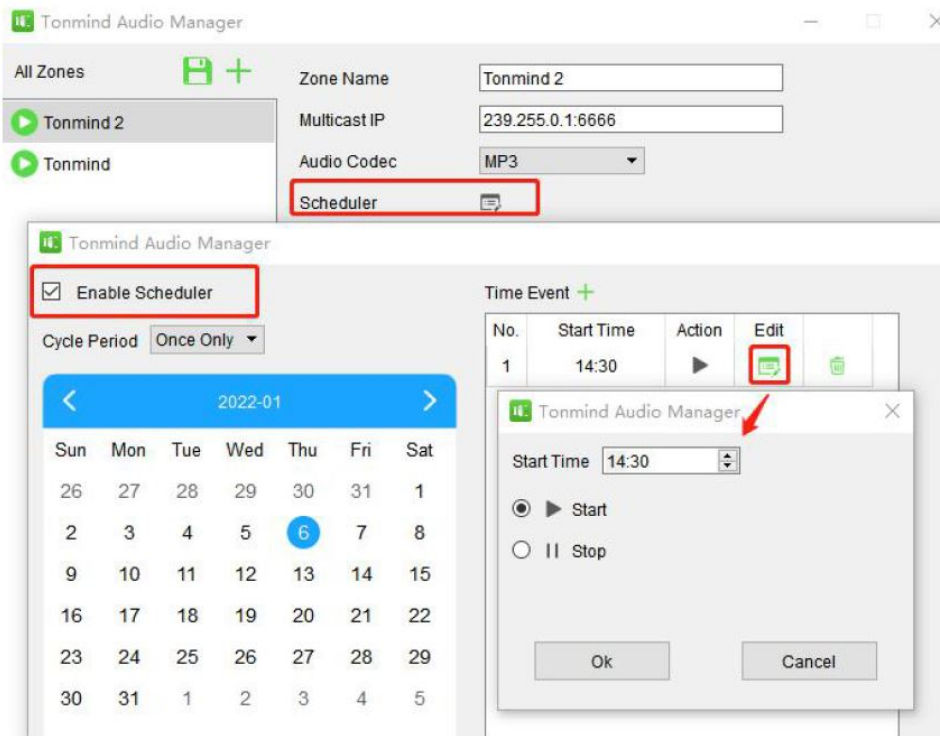 Tonmind Audio Manager
All Zones
Tonmind 2
Tonmind
Zone Name Tonmind 2
Multicast IP 239.255.0.1:6666
Audio Codec MP3
Scheduler
Tonmind Audio Manager
Enable Scheduler
Cycle Period Once Only
2022-01
Sun Mon Tue Wed Thu Fri Sat
26 27 28 29 30 31 1
2 3 4 5 6 7 8
9 10 11 12 13 14 15
16 17 18 19 20 21 22
23 24 25 26 27 28 29
30 31 1 2 3 4 5
Time Event
No. Start Time Action Edit
1 14:30
Tonmind Audio Manager
Start Time 14:30
Start
Stop
Ok Cancel